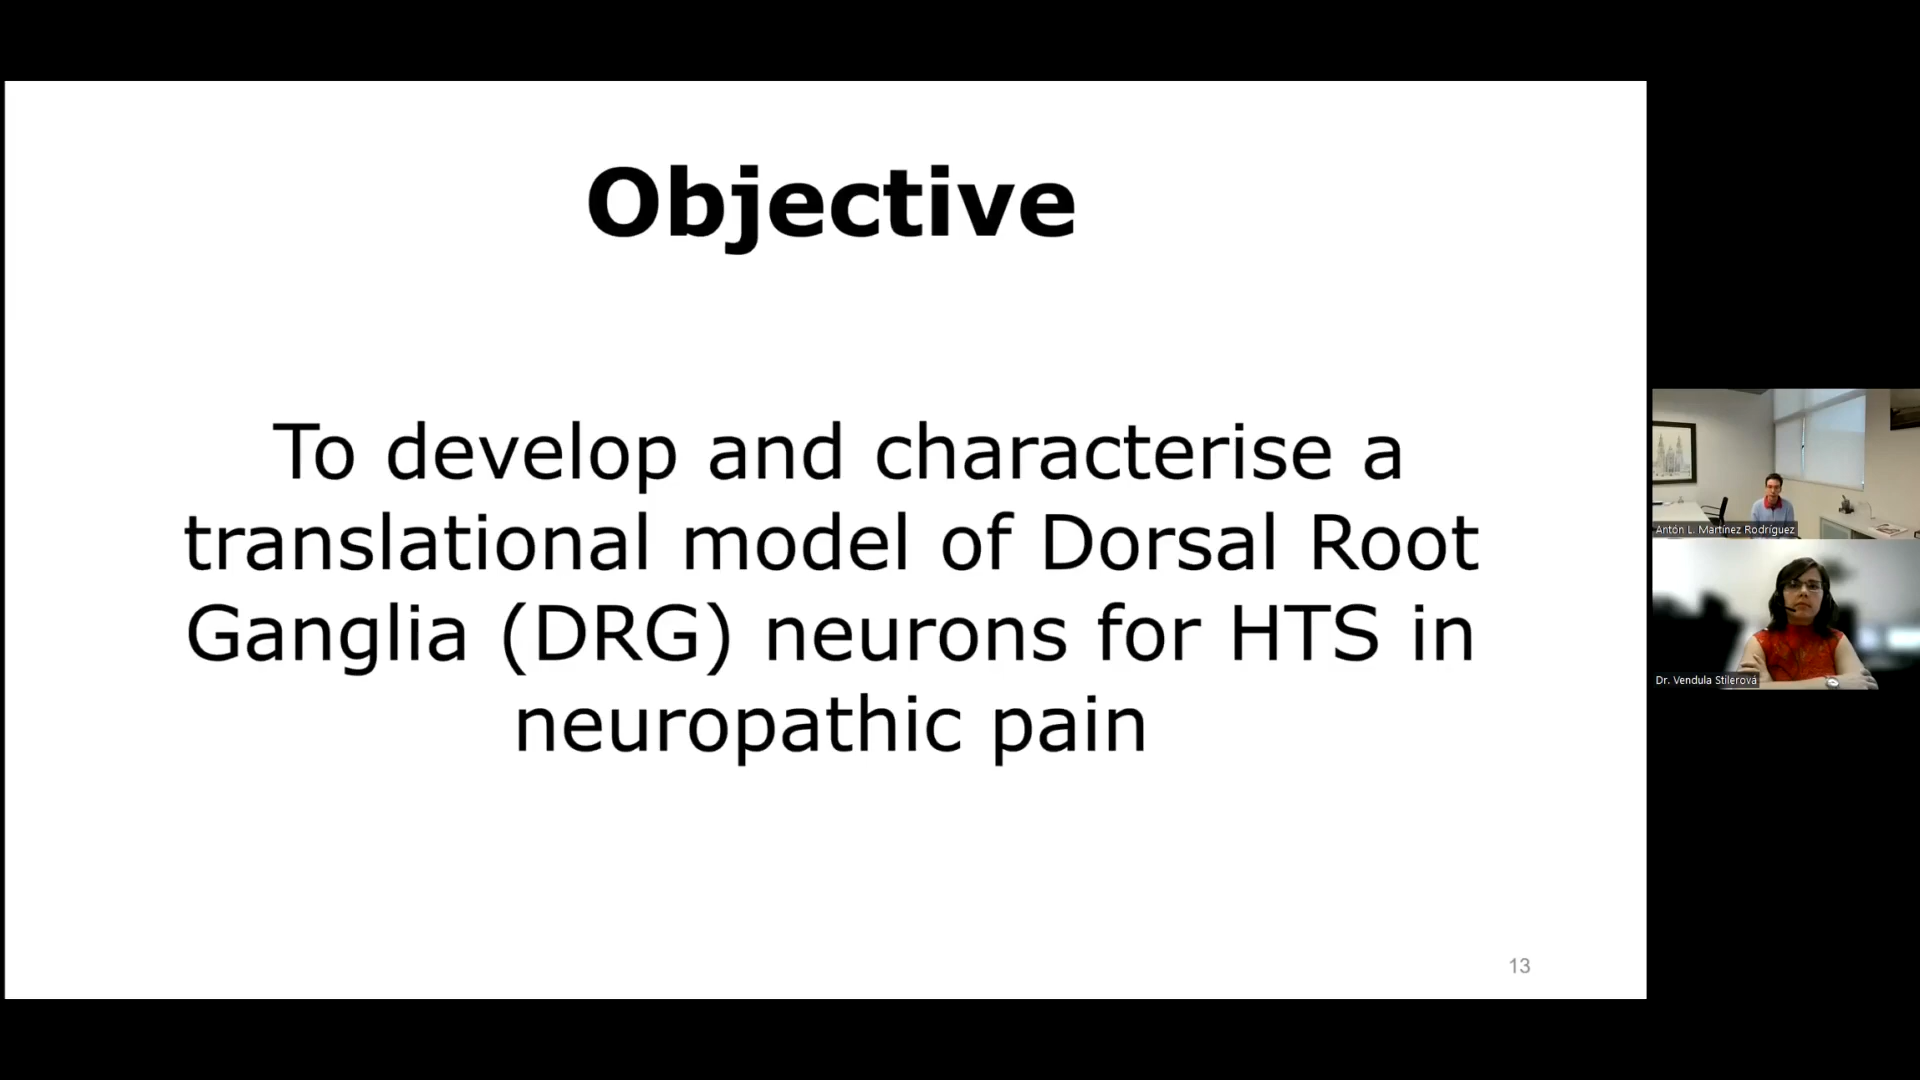 Objective
To develop and characterise a
translational model of Dorsal Root
Ganglia (DRG) neurons for HTS in
neuropathic pain
13
Antón L. Martínez Rodríguez
Dr. Vendula Stilerová